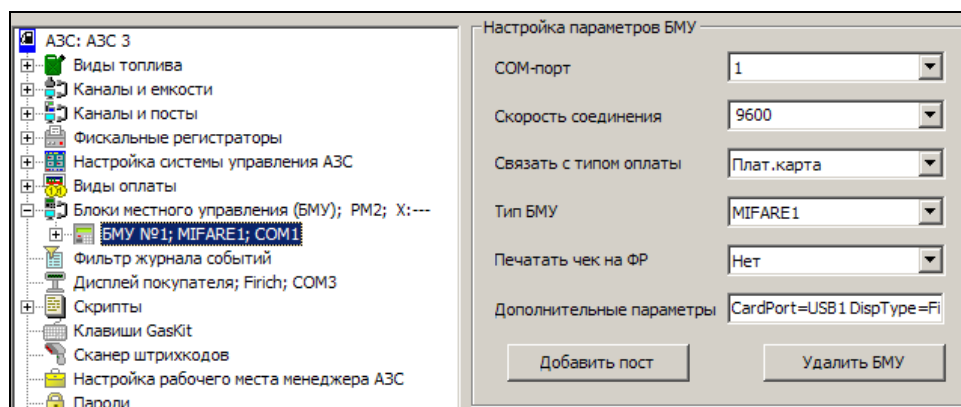 АЗС: АЗС 3
Виды топлива
Каналы и емкости
Каналы и посты
Фискальные регистраторы
Настройка системы управления АЗС
Виды оплаты
Блоки местного управления (БМУ); PM2; X:---
БМУ №1; MIFARE1; COM1
Фильтр журнала событий
Дисплей покупателя; Firich; COM3
Скрипты
Клавиши GasKit
Сканер штрихкодов
Настройка рабочего места менеджера АЗС
Пароли
Настройка параметров БМУ
COM-порт 1
Скорость соединения 9600
Связать с типом оплаты Плат.карта
Тип БМУ MIFARE1
Печатать чек на ФР Нет
Дополнительные параметры CardPort=USB1 DispType=Fi
Добавить пост Удалить БМУ